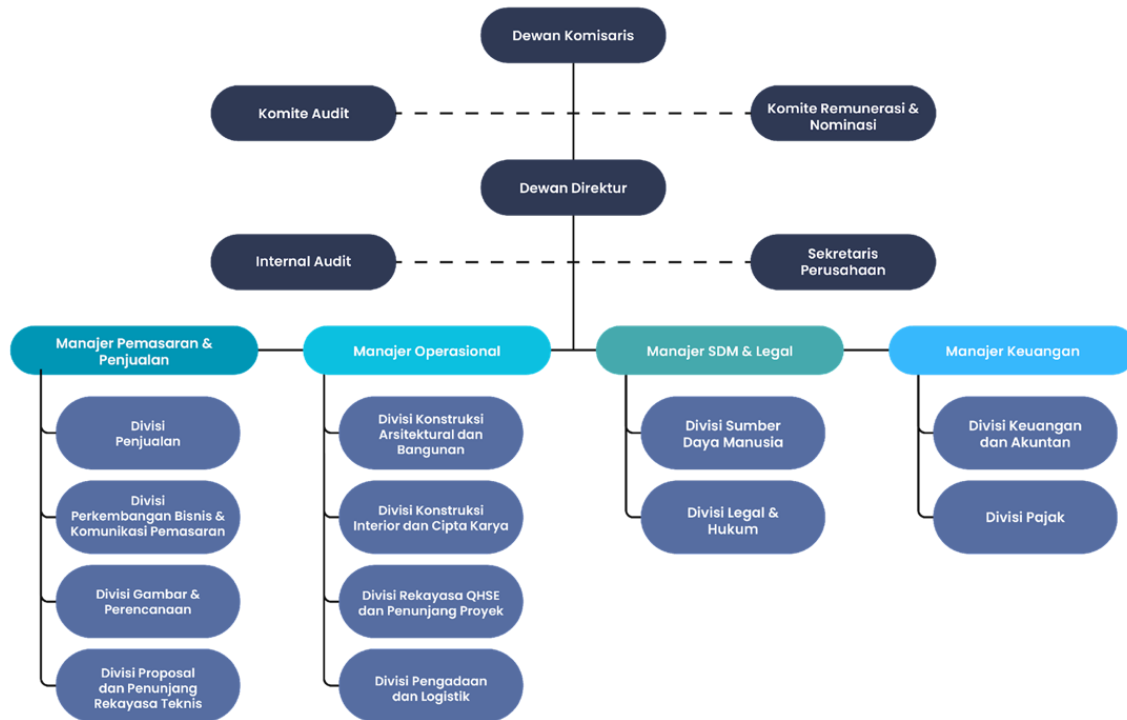 Dewan Komisaris
Komite Audit
Komite Remunerasi &
Nominasi
Dewan Direktur
Internal Audit
Sekretaris
Perusahaan
Manajer Pemasaran &
Penjualan
Manajer Operasional
Manajer SDM & Legal
Manajer Keuangan
Divisi
Penjualan
Divisi
Perkembangan Bisnis &
Komunikasi Pemasaran
Divisi Gambar &
Perencanaan
Divisi Proposal
dan Penunjang
Rekayasa Teknis
Divisi Konstruksi
Arsitektural dan
Bangunan
Divisi Konstruksi
Interior dan Cipta Karya
Divisi Rekayasa QHSE
dan Penunjang Proyek
Divisi Pengadaan
dan Logistik
Divisi Sumber
Daya Manusia
Divisi Legal &
Hukum
Divisi Keuangan
dan Akuntan
Divisi Pajak